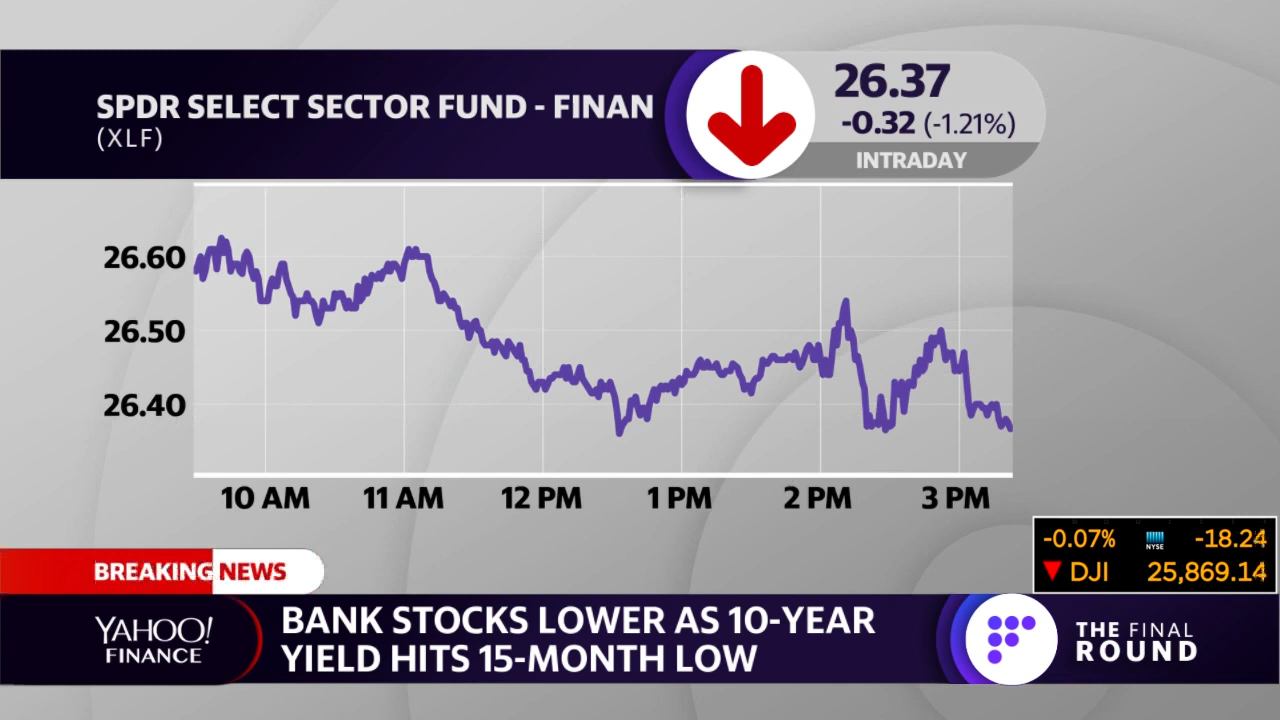 SPDR SELECT SECTOR FUND - FINAN
(XLF)
26.37
-0.32 (-1.21%)
INTRADAY
26.60
26.50
26.40
10 AM 11 AM 12 PM 1 PM 2 PM 3 PM
-0.07% NYSE -18.24
DJI 25,869.14
BREAKING NEWS
YAHOO!
FINANCE
BANK STOCKS LOWER AS 10-YEAR
YIELD HITS 15-MONTH LOW
THE FINAL
ROUND